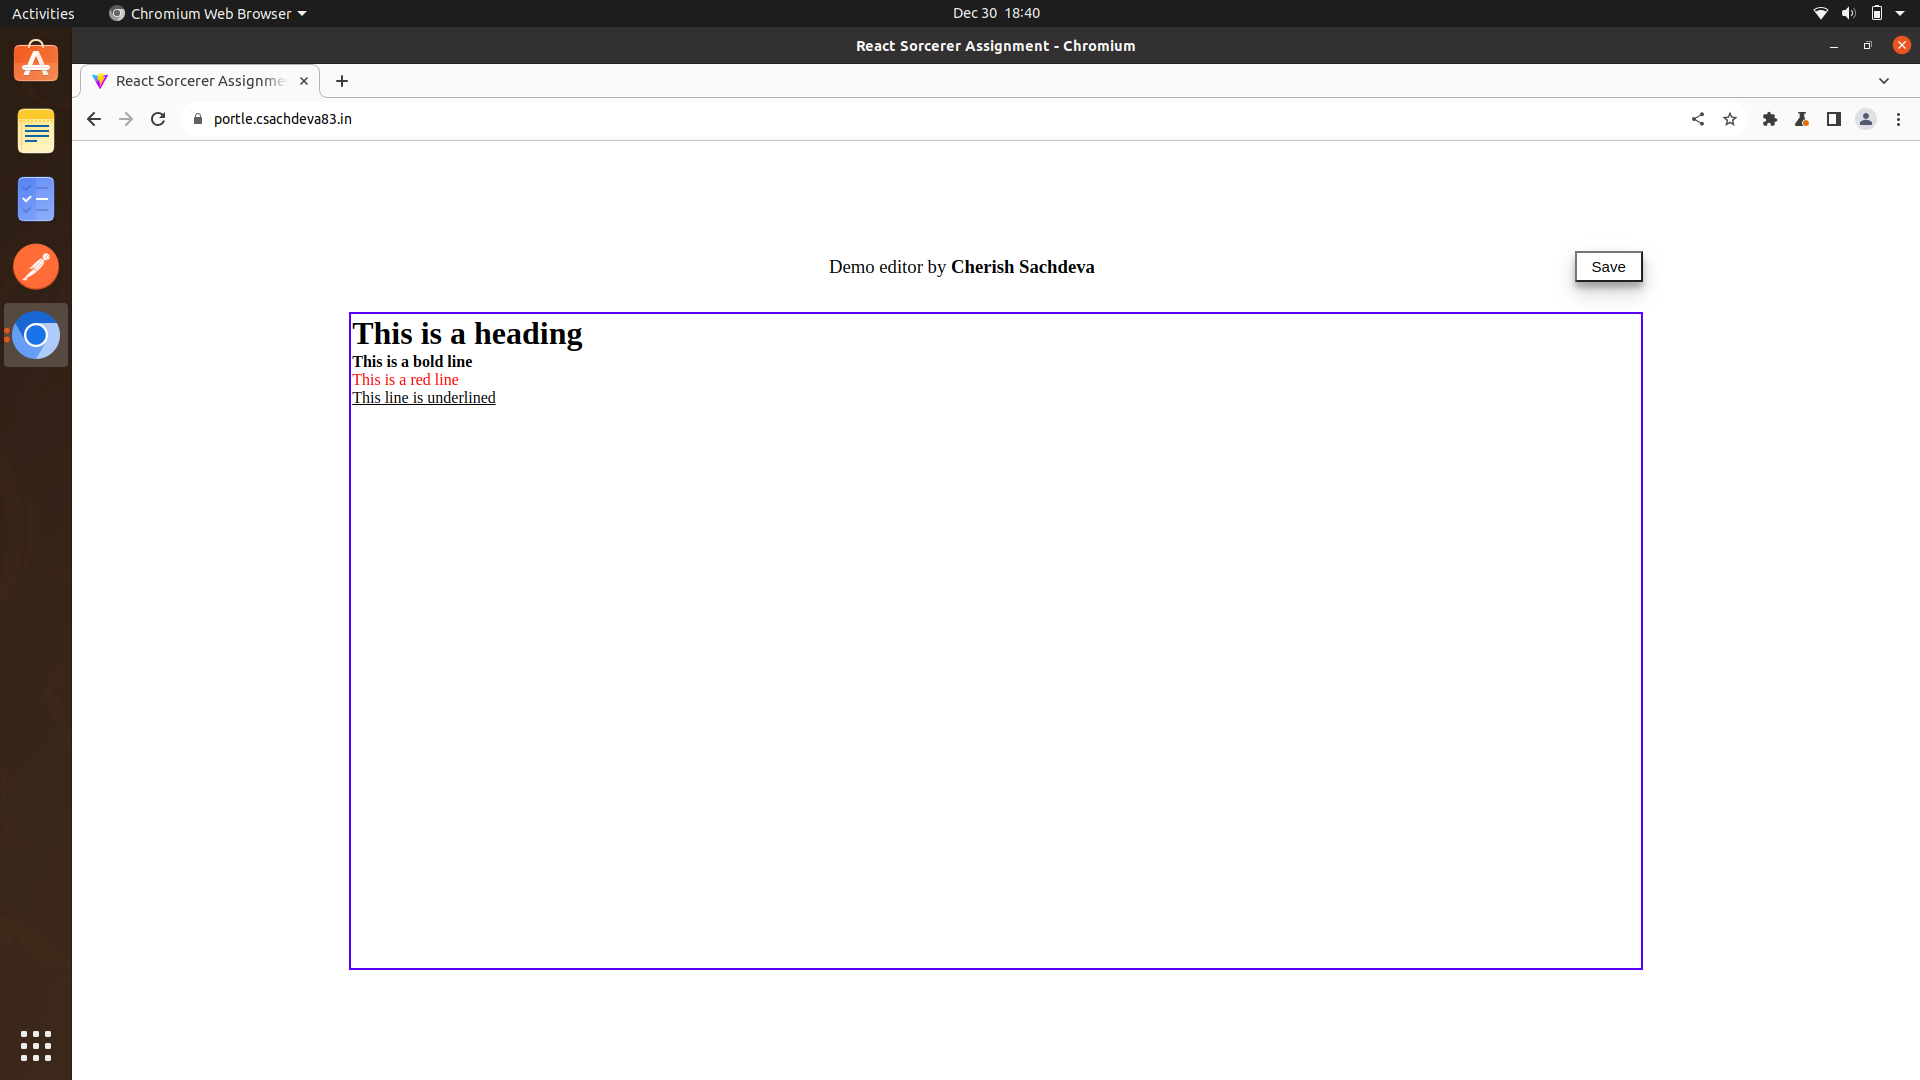 Activities
Chromium Web Browser
Dec 30 18:40
React Sorcerer Assignment - Chromium
React Sorcerer Assignme
portle.csachdeva83.in
Demo editor by Cherish Sachdeva
Save
This is a heading
This is a bold line
This is a red line
This line is underlined